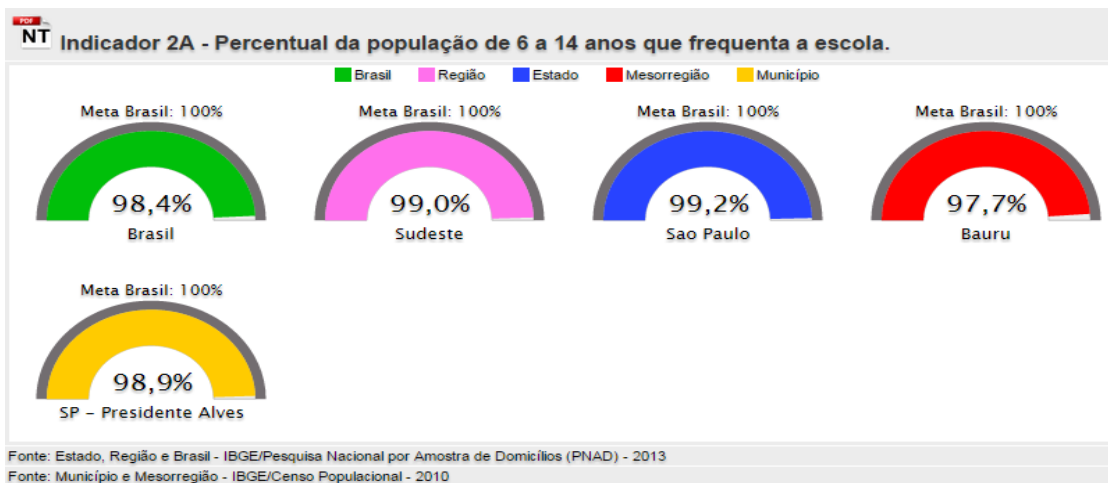 PDF
NT
Indicador 2A - Percentual da população de 6 a 14 anos que frequenta a escola.
Brasil Região Estado Mesorregião Município
Meta Brasil: 100% Meta Brasil: 100% Meta Brasil: 100% Meta Brasil: 100%
98,4% 99,0% 99,2% 97,7%
Brasil Sudeste Sao Paulo Bauru
Meta Brasil: 100%
98,9%
SP – Presidente Alves
Fonte: Estado, Região e Brasil - IBGE/Pesquisa Nacional por Amostra de Domicílios (PNAD) - 2013
Fonte: Município e Mesorregião - IBGE/Censo Populacional - 2010